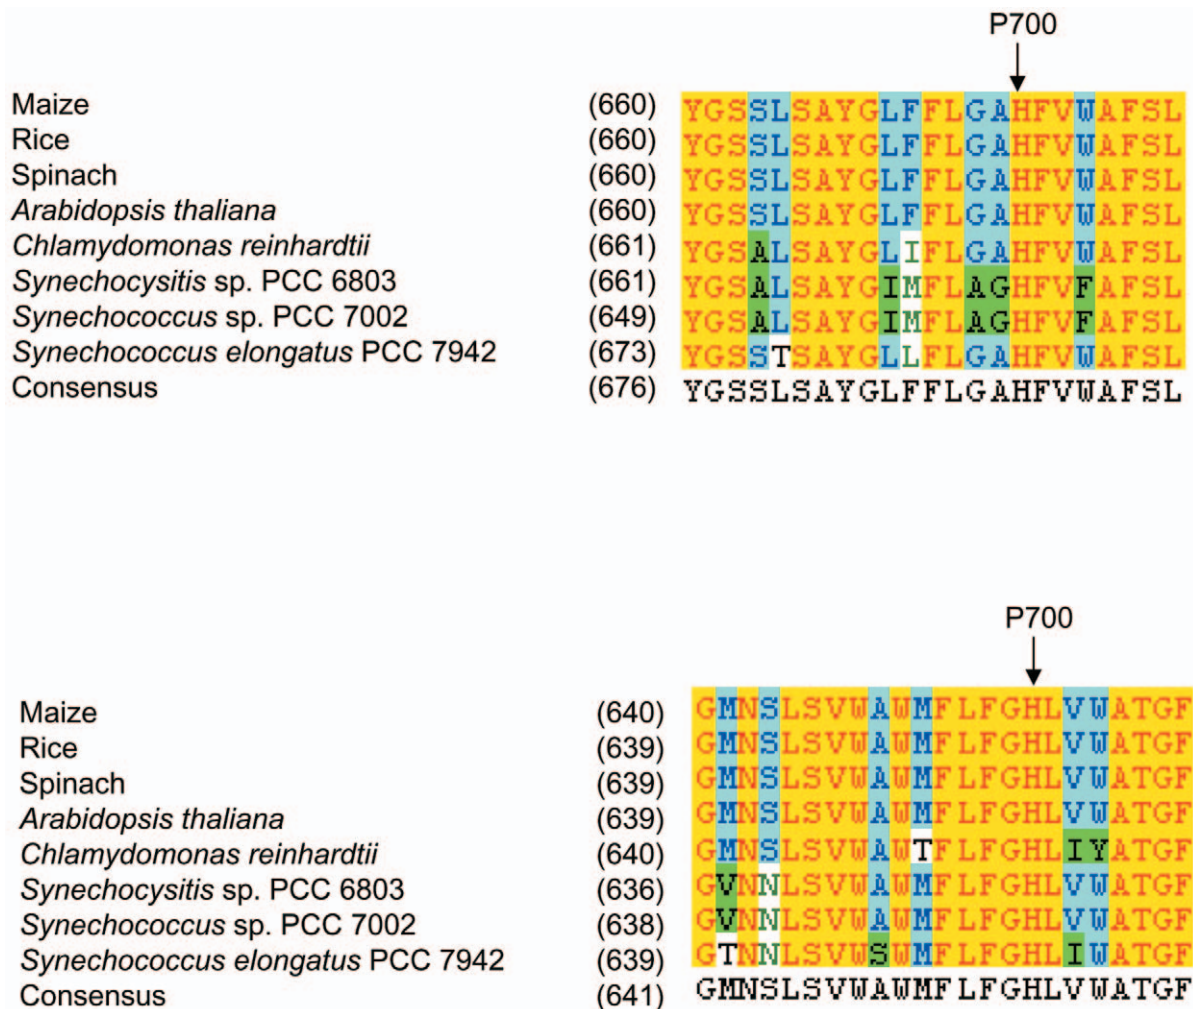 P700
Maize (660) YGSSLSAYGLFFLGAHFVWAFSL
Rice (660) YGSSLSAYGLFFLGAHFVWAFSL
Spinach (660) YGSSLSAYGLFFLGAHFVWAFSL
Arabidopsis thaliana (660) YGSSLSAYGLFFLGAHFVWAFSL
Chlamydomonas reinhardtii (661) YGSALSAYGLIFLGAHFVWAFSL
Synechocysitis sp. PCC 6803 (661) YGSALSAYGIMFLAGHFVFAFSL
Synechococcus sp. PCC 7002 (649) YGSALSAYGIMFLAGHFVFAFSL
Synechococcus elongatus PCC 7942 (673) YGSSTSAYGLLFLGAHFVWAFSL
Consensus (676) YGSSLSAYGLFFLGAHFVWAFSL
P700
Maize (640) GMNSLSVWAWMFLFGHLVWATGF
Rice (639) GMNSLSVWAWMFLFGHLVWATGF
Spinach (639) GMNSLSVWAWMFLFGHLVWATGF
Arabidopsis thaliana (639) GMNSLSVWAWMFLFGHLVWATGF
Chlamydomonas reinhardtii (640) GMNSLSVWAWTFLFGHLIYATGF
Synechocysitis sp. PCC 6803 (636) GVNNLSVWAWMFLFGHLVWATGF
Synechococcus sp. PCC 7002 (638) GVNNLSVWAWMFLFGHLVWATGF
Synechococcus elongatus PCC 7942 (639) GTNNLSVWSWMFLFGHLIWATGF
Consensus (641) GMNSLSVWAWMFLFGHLVWATGF